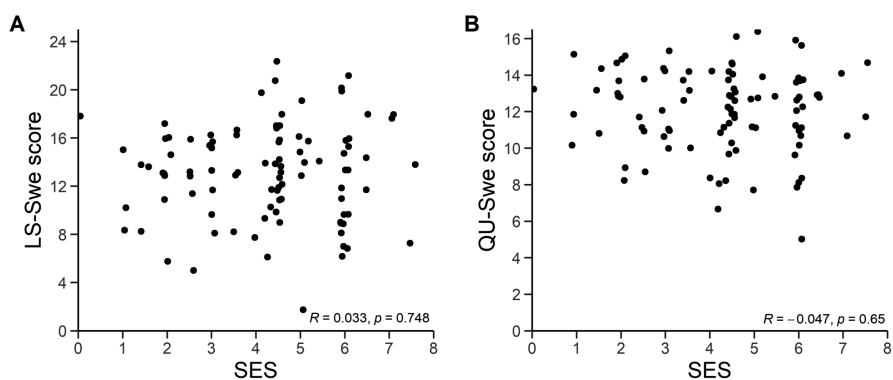 A
LS-Swe score
24
20
16
12
8
4
0
0 1 2 3 4 5 6 7 8
R = 0.033, p = 0.748
SES
B
QU-Swe score
16
14
12
10
8
6
4
2
0
0 1 2 3 4 5 6 7 8
R = −0.047, p = 0.65
SES